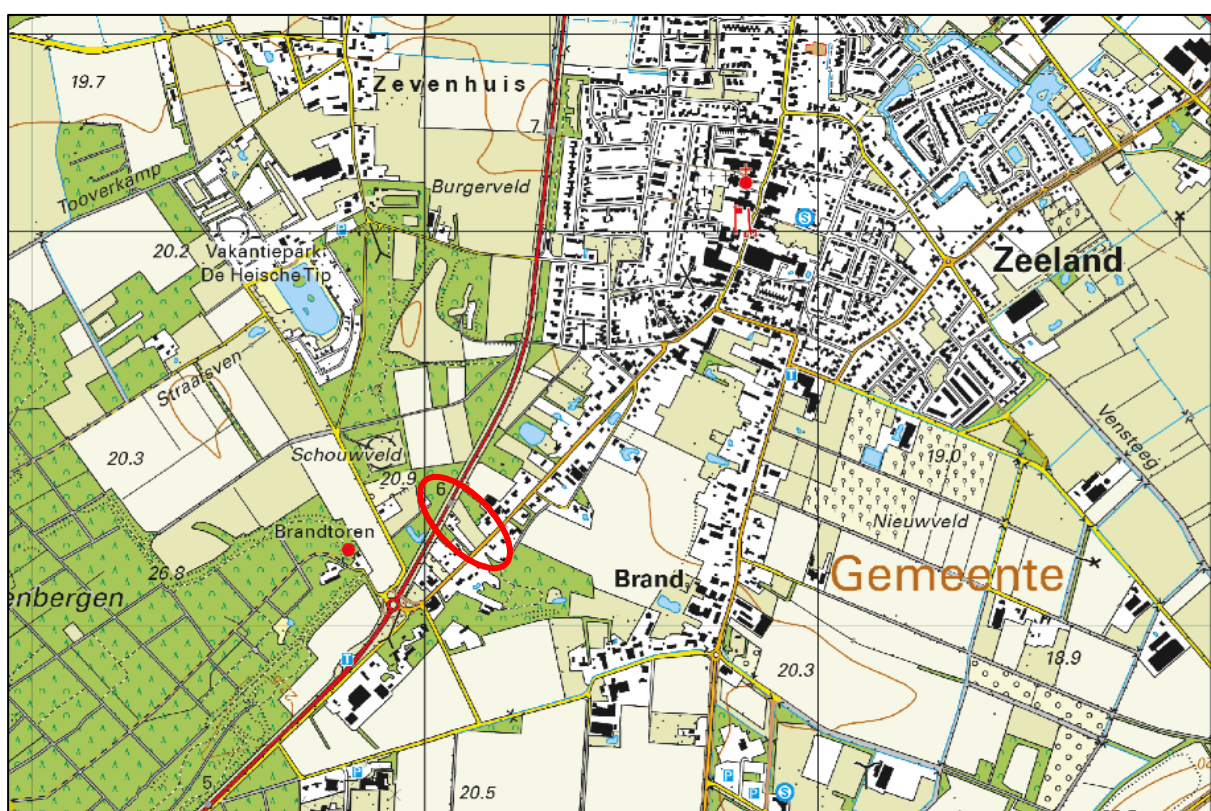 19.7
Zevenhuis
7
Tooverkamp
Burgerveld
P
S
20.2
Vakantiepark
De Heische Tip
Zeeland
Straatsven
T
Vensteeg
20.3
Schouwveld
19.0
20.9
6
Nieuwveld
Brandtoren
26.8
Brand
Gemeente
enbergen
T
20.3
18.9
5
P
20.5
P
P
S